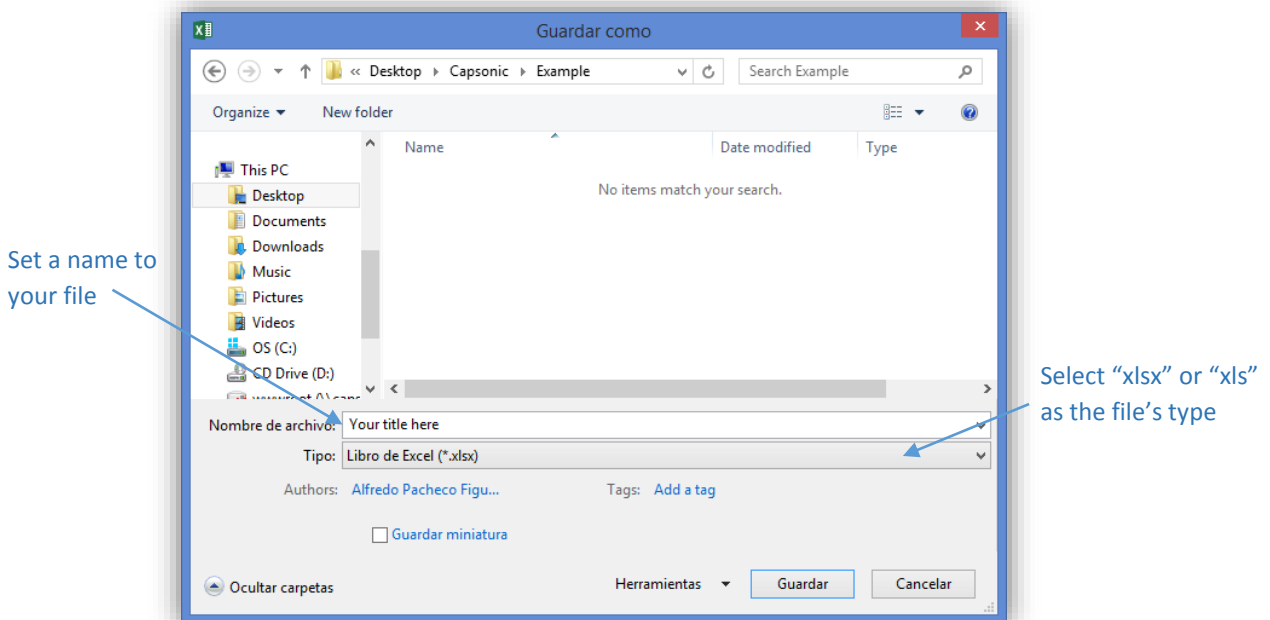 Guardar como
« Desktop Capsonic Example
Search Example
Organize
New folder
Name
Date modified
Type
This PC
No items match your search.
Desktop
Documents
Downloads
Music
Pictures
Videos
OS (C:)
CD Drive (D:)
Set a name to
your file
Select “xlsx” or “xls”
as the file’s type
Nombre de archivo: Your title here
Tipo: Libro de Excel (*.xlsx)
Authors: Alfredo Pacheco Figu...
Tags: Add a tag
Guardar miniatura
Ocultar carpetas
Herramientas
Guardar
Cancelar